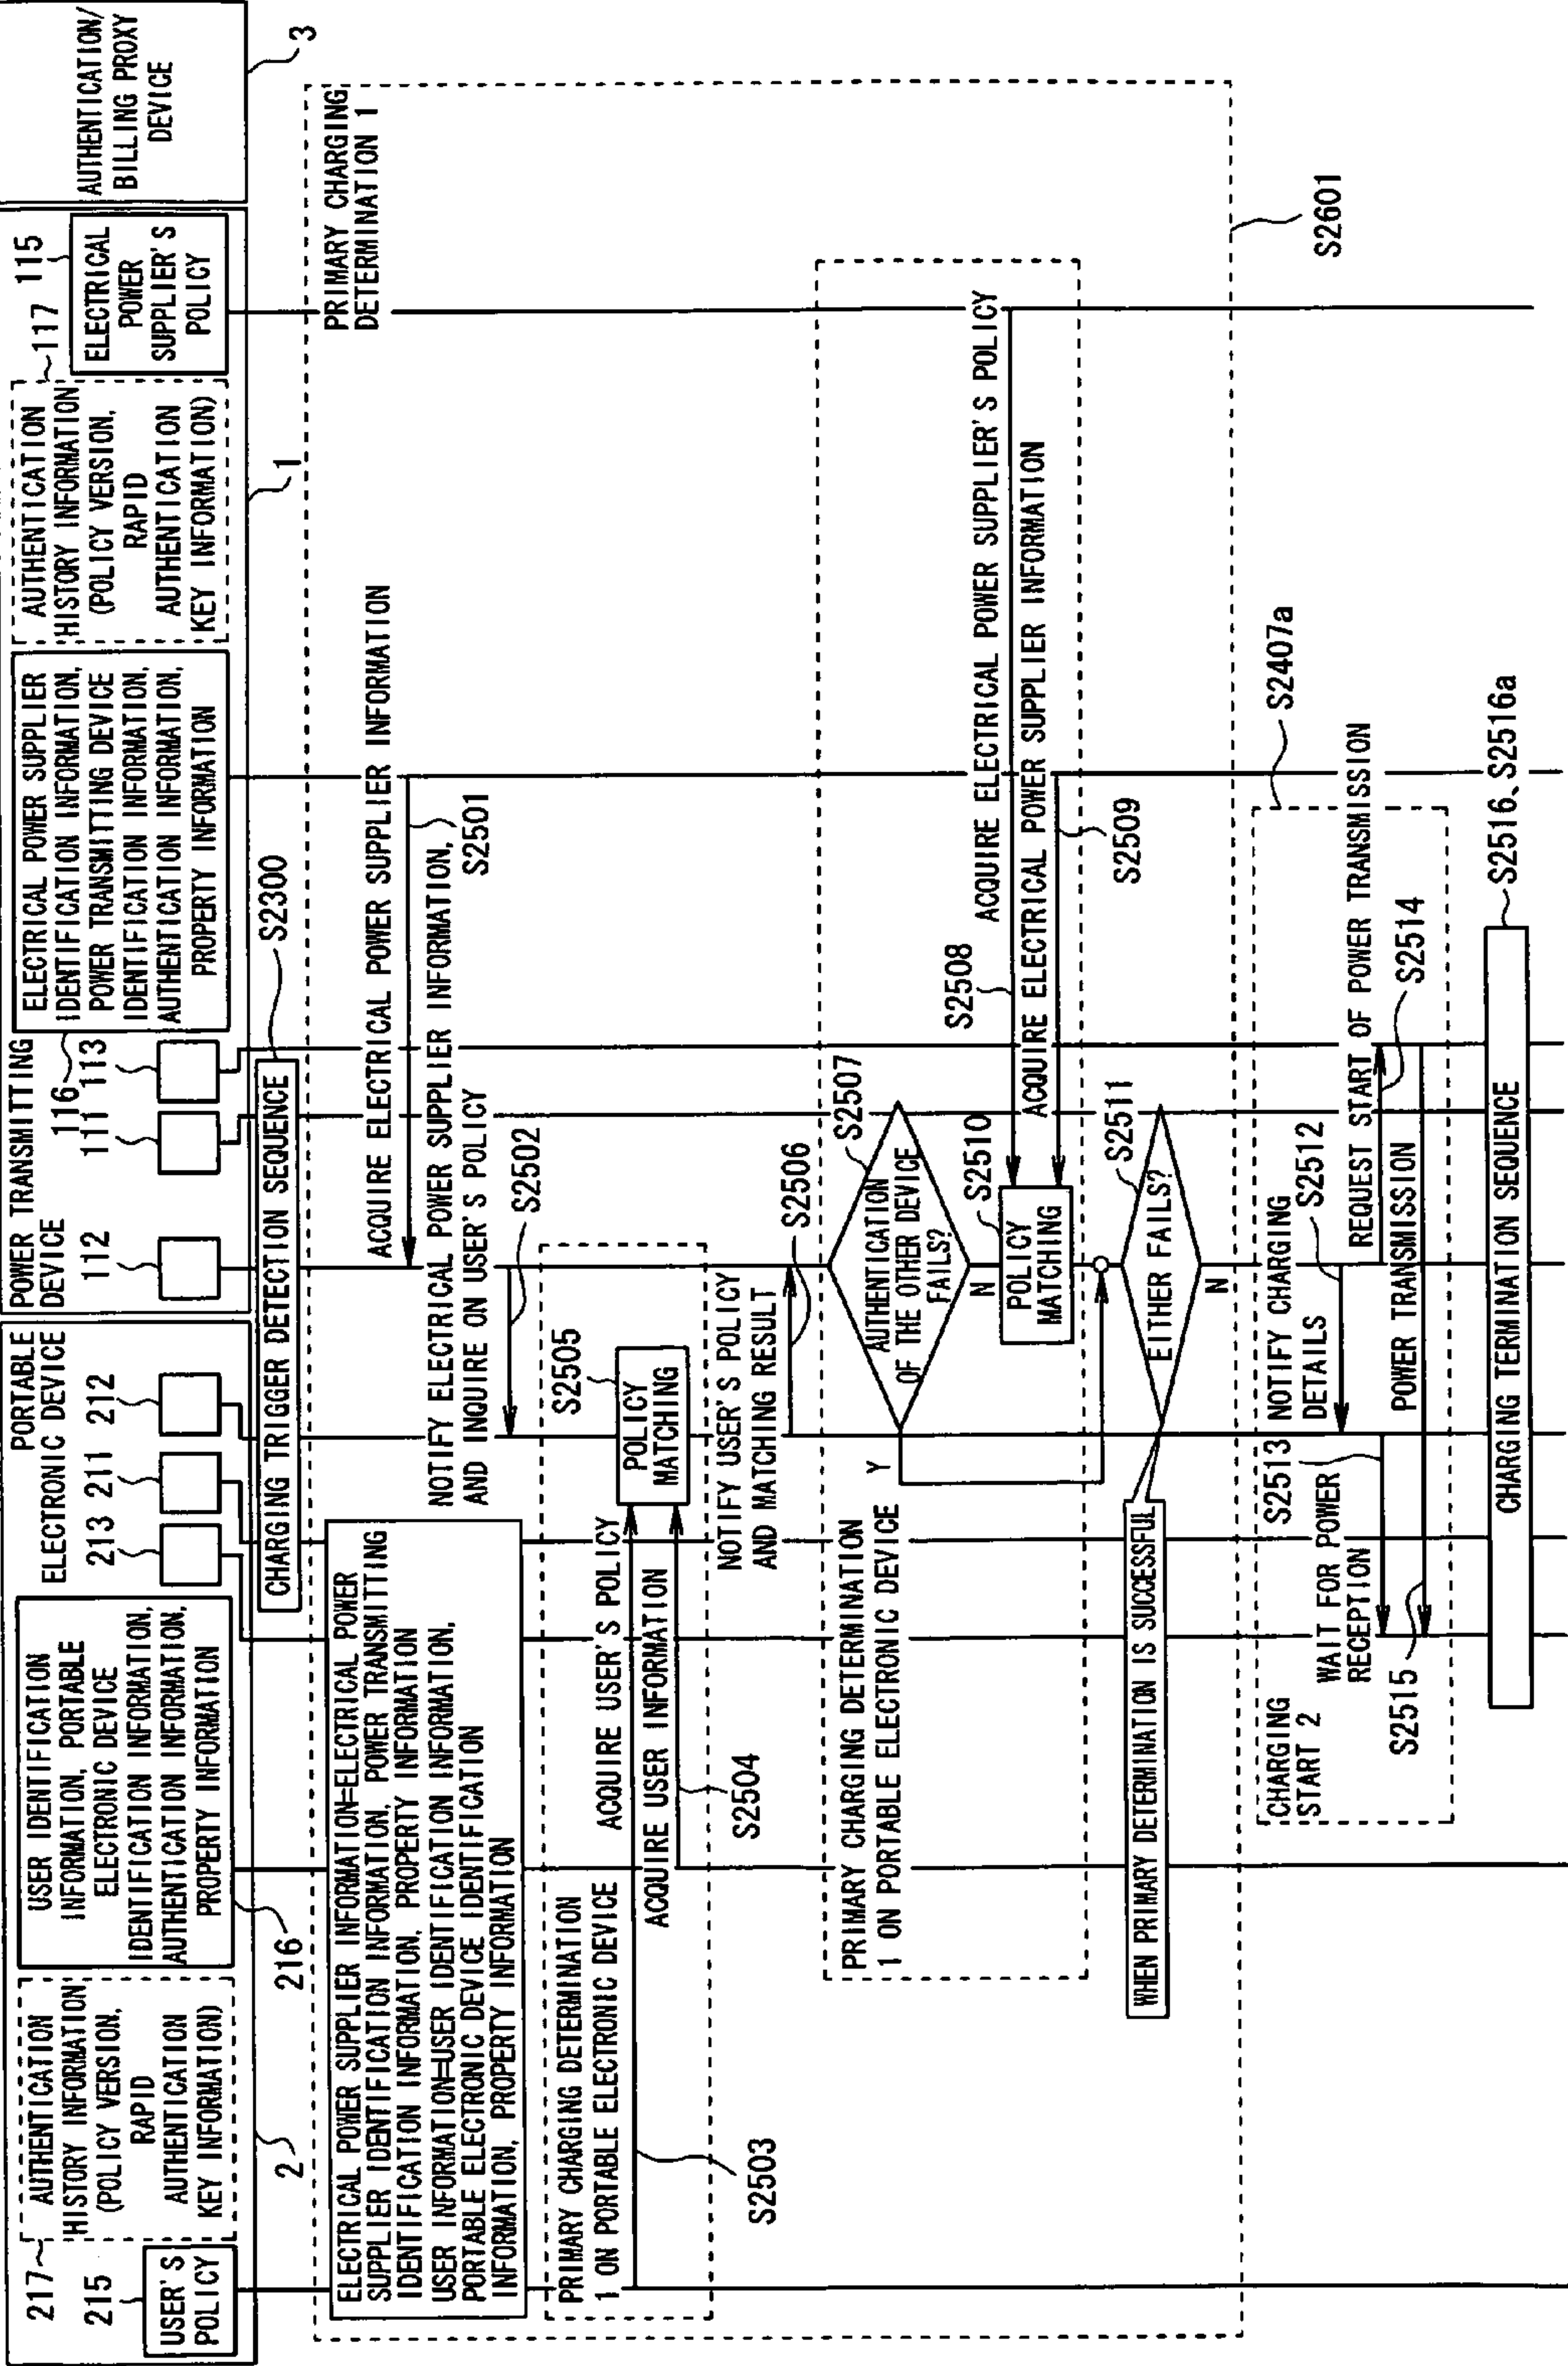 217
AUTHENTICATION
HISTORY INFORMATION
(POLICY VERSION,
RAPID
AUTHENTICATION
KEY INFORMATION)
215
USER'S
POLICY
2
USER IDENTIFICATION
INFORMATION, PORTABLE
ELECTRONIC DEVICE
IDENTIFICATION INFORMATION,
AUTHENTICATION INFORMATION,
PROPERTY INFORMATION
216
PORTABLE
ELECTRONIC DEVICE
213
211
212
POWER TRANSMITTING
DEVICE
112
111
113
116
ELECTRICAL POWER SUPPLIER
IDENTIFICATION INFORMATION,
POWER TRANSMITTING DEVICE
IDENTIFICATION INFORMATION,
AUTHENTICATION INFORMATION,
PROPERTY INFORMATION
AUTHENTICATION
HISTORY INFORMATION
(POLICY VERSION,
RAPID
AUTHENTICATION
KEY INFORMATION)
117
115
ELECTRICAL
POWER
SUPPLIER'S
POLICY
1
AUTHENTICATION/
BILLING PROXY
DEVICE
3
CHARGING TRIGGER DETECTION SEQUENCE
S2300
PRIMARY CHARGING
DETERMINATION 1
ELECTRICAL POWER SUPPLIER INFORMATION=ELECTRICAL POWER
SUPPLIER IDENTIFICATION INFORMATION, POWER TRANSMITTING
IDENTIFICATION INFORMATION, PROPERTY INFORMATION
USER INFORMATION=USER IDENTIFICATION INFORMATION,
PORTABLE ELECTRONIC DEVICE IDENTIFICATION
INFORMATION, PROPERTY INFORMATION
ACQUIRE ELECTRICAL POWER SUPPLIER INFORMATION
S2501
NOTIFY ELECTRICAL POWER SUPPLIER INFORMATION,
AND INQUIRE ON USER'S POLICY
S2502
PRIMARY CHARGING DETERMINATION
1 ON PORTABLE ELECTRONIC DEVICE
ACQUIRE USER'S POLICY
S2503
ACQUIRE USER INFORMATION
S2504
S2505
POLICY
MATCHING
NOTIFY USER'S POLICY
AND MATCHING RESULT
S2506
PRIMARY CHARGING DETERMINATION
1 ON PORTABLE ELECTRONIC DEVICE
S2507
AUTHENTICATION
OF THE OTHER DEVICE
FAILS?
Y
N
ACQUIRE ELECTRICAL POWER SUPPLIER'S POLICY
S2508
ACQUIRE ELECTRICAL POWER SUPPLIER INFORMATION
S2509
S2510
POLICY
MATCHING
S2511
EITHER FAILS?
N
WHEN PRIMARY DETERMINATION IS SUCCESSFUL
S2601
CHARGING
START 2
NOTIFY CHARGING
DETAILS
S2512
WAIT FOR POWER
RECEPTION
S2513
REQUEST START OF POWER TRANSMISSION
S2514
POWER TRANSMISSION
S2515
S2407a
CHARGING TERMINATION SEQUENCE
S2516、S2516a